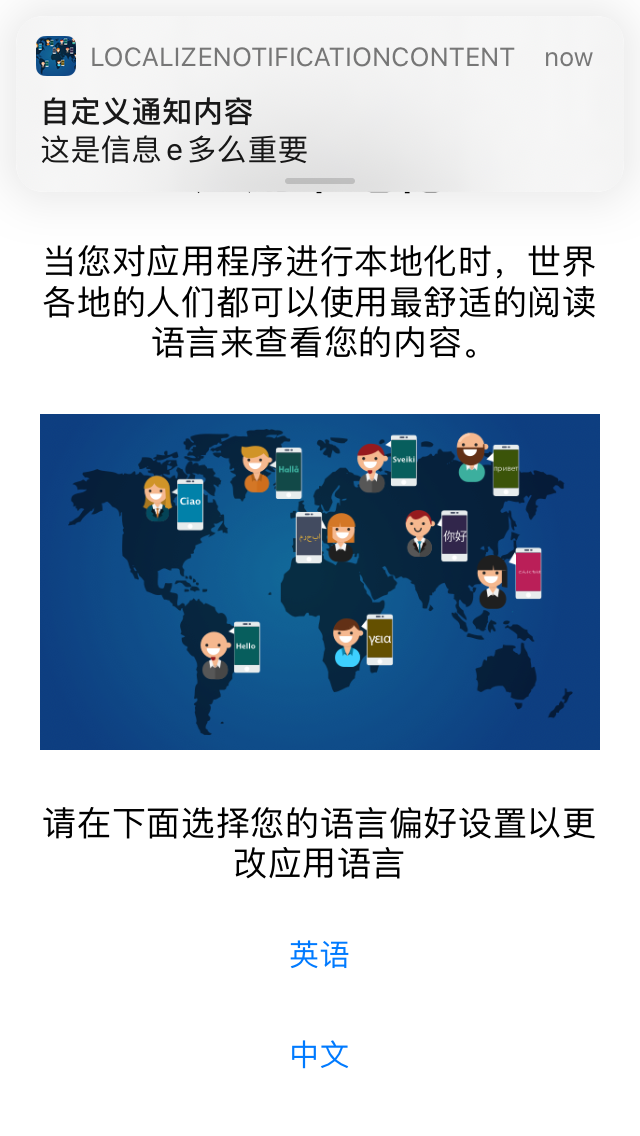 LOCALIZENOTIFICATIONCONTENT now
自定义通知内容
这是信息e多么重要
当您对应用程序进行本地化时，世界
各地的人们都可以使用最舒适的阅读
语言来查看您的内容。
Hallå
Sveiki
привет
Ciao
你好
Hello
γεια
请在下面选择您的语言偏好设置以更
改应用语言
英语
中文